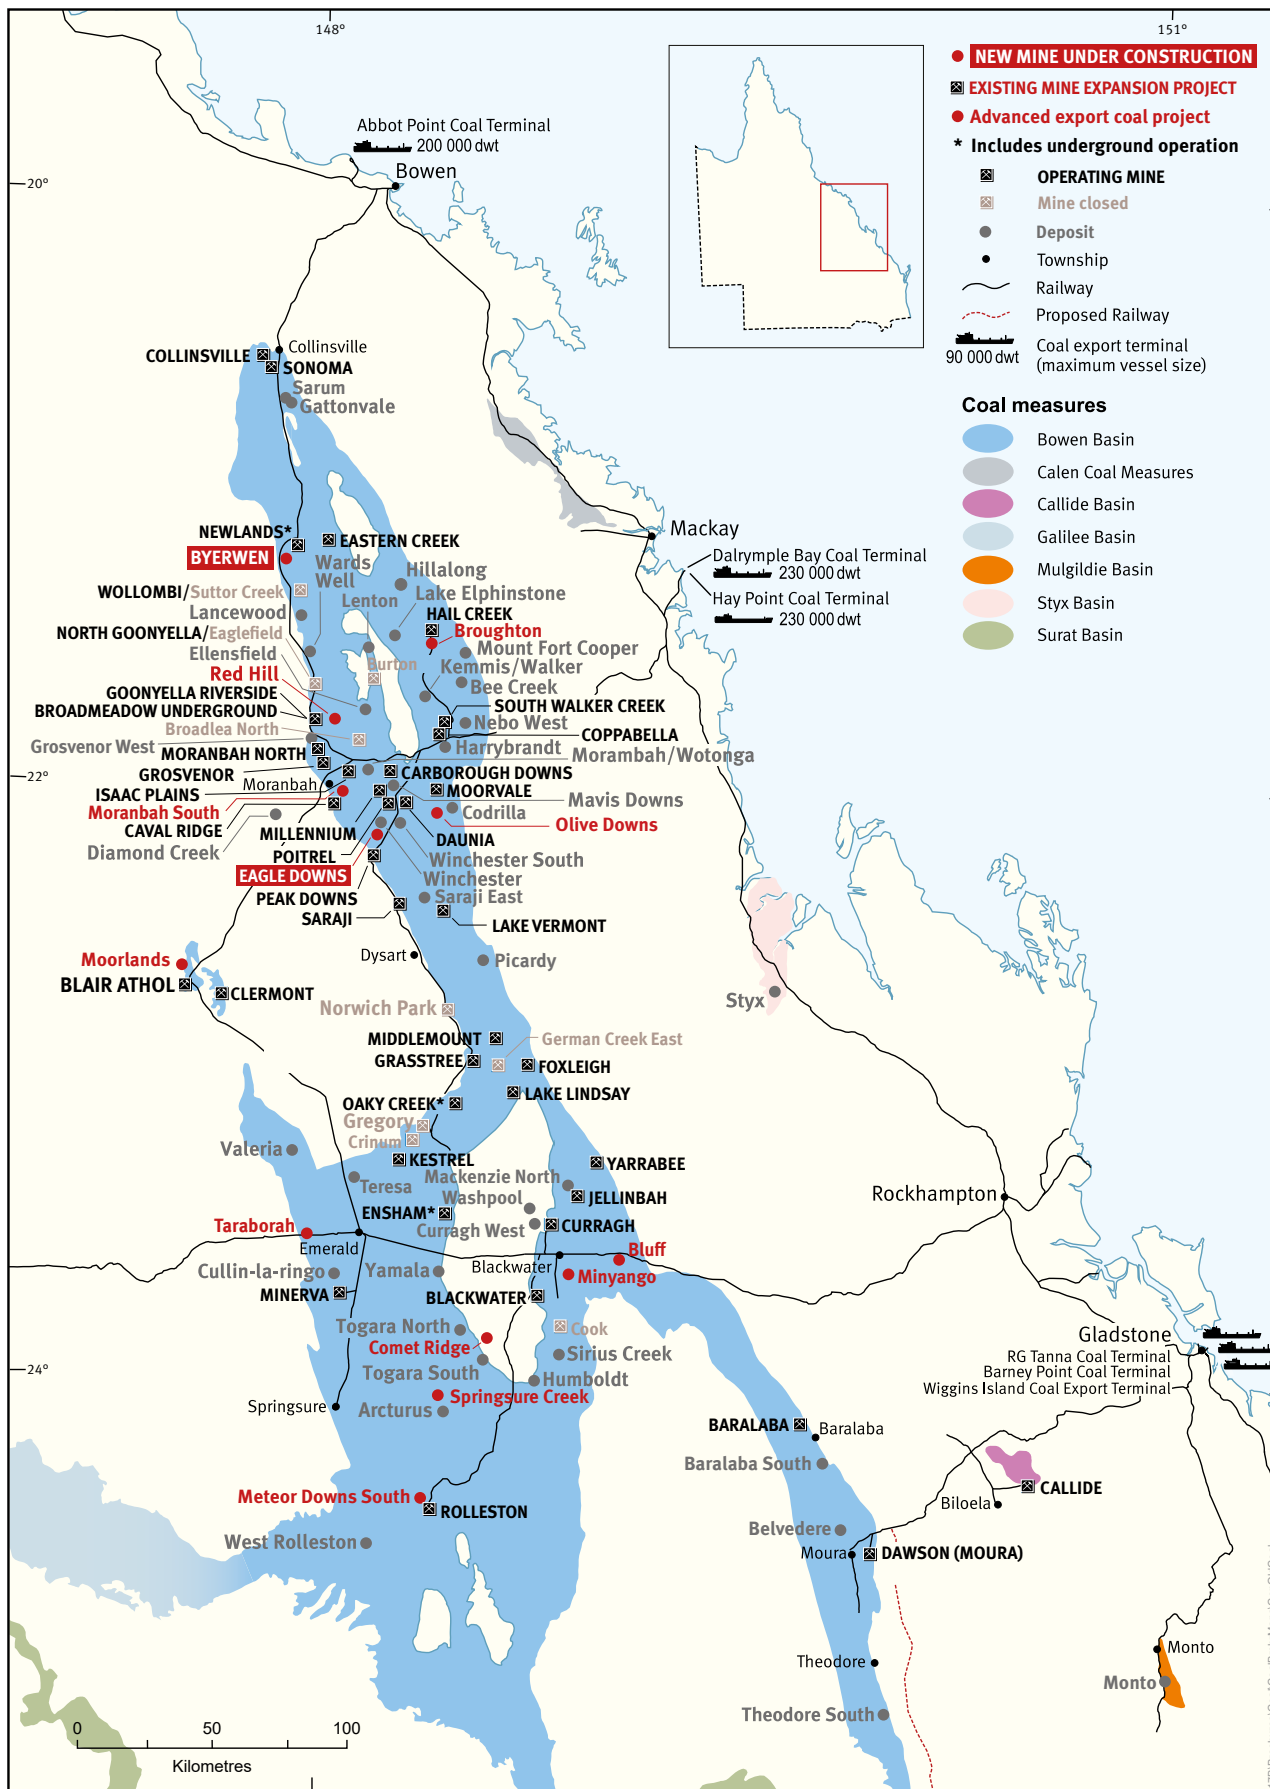 148°
151°
NEW MINE UNDER CONSTRUCTION
EXISTING MINE EXPANSION PROJECT
Advanced export coal project
* Includes underground operation
OPERATING MINE
Mine closed
Deposit
Township
Railway
Proposed Railway
90 000 dwt
Coal export terminal
(maximum vessel size)
Coal measures
Bowen Basin
Calen Coal Measures
Callide Basin
Galilee Basin
Mulgildie Basin
Styx Basin
Surat Basin
Abbot Point Coal Terminal
200 000 dwt
Bowen
20°
COLLINSVILLE
Collinsville
SONOMA
Sarum
Gattonvale
Mackay
Dalrymple Bay Coal Terminal
230 000 dwt
Hay Point Coal Terminal
230 000 dwt
NEWLANDS*
EASTERN CREEK
BYERWEN
Wards
Well
Hillalong
WOLLOMBI/Suttor Creek
Lenton
Lake Elphinstone
Lancewood
HAIL CREEK
NORTH GOONYELLA/Eaglefield
Broughton
Ellensfield
Mount Fort Cooper
Burton
Kemmis/Walker
Red Hill
Bee Creek
GOONYELLA RIVERSIDE
BROADMEADOW UNDERGROUND
SOUTH WALKER CREEK
Broadlea North
Nebo West
COPPABELLA
Grosvenor West
MORANBAH NORTH
Harrybrandt
Morambah/Wotonga
22°
GROSVENOR
CARBOROUGH DOWNS
Moranbah
ISAAC PLAINS
MOORVALE
Mavis Downs
Moranbah South
Codrilla
CAVAL RIDGE
Olive Downs
MILLENNIUM
DAUNIA
Diamond Creek
POITREL
Winchester South
EAGLE DOWNS
Winchester
PEAK DOWNS
Saraji East
SARAJI
LAKE VERMONT
Dysart
Moorlands
Picardy
BLAIR ATHOL
CLERMONT
Styx
Norwich Park
MIDDLEMOUNT
German Creek East
GRASSTREE
FOXLEIGH
LAKE LINDSAY
OAKY CREEK*
Gregory
Crinum
Valeria
KESTREL
YARRABEE
Teresa
Mackenzie North
Washpool
JELLINBAH
Rockhampton
ENSHAM*
Curragh West
CURRAGH
Taraborah
Emerald
Bluff
Blackwater
Cullin-la-ringo
Yamala
Minyango
MINERVA
BLACKWATER
Togara North
Cook
Gladstone
Comet Ridge
Sirius Creek
RG Tanna Coal Terminal
Barney Point Coal Terminal
Wiggins Island Coal Export Terminal
24°
Togara South
Humboldt
Springsure Creek
Springsure
Arcturus
BARALABA
Baralaba
Baralaba South
Meteor Downs South
CALLIDE
ROLLESTON
Biloela
West Rolleston
Belvedere
Moura
DAWSON (MOURA)
Theodore
Monto
Monto
Theodore South
0
50
100
Kilometres